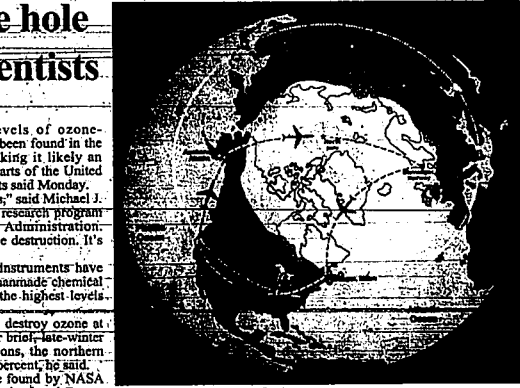 e hole
entists
evels of ozone-
been found in the
king it likely an
arts of the United
ts said Monday.
s," said Michael J.
research program
Administration.
e destruction. It's
instruments have
manmade chemical
the highest levels
destroy ozone at
r brief, late-winter
ons, the northern
percent, he said.
e found by NASA